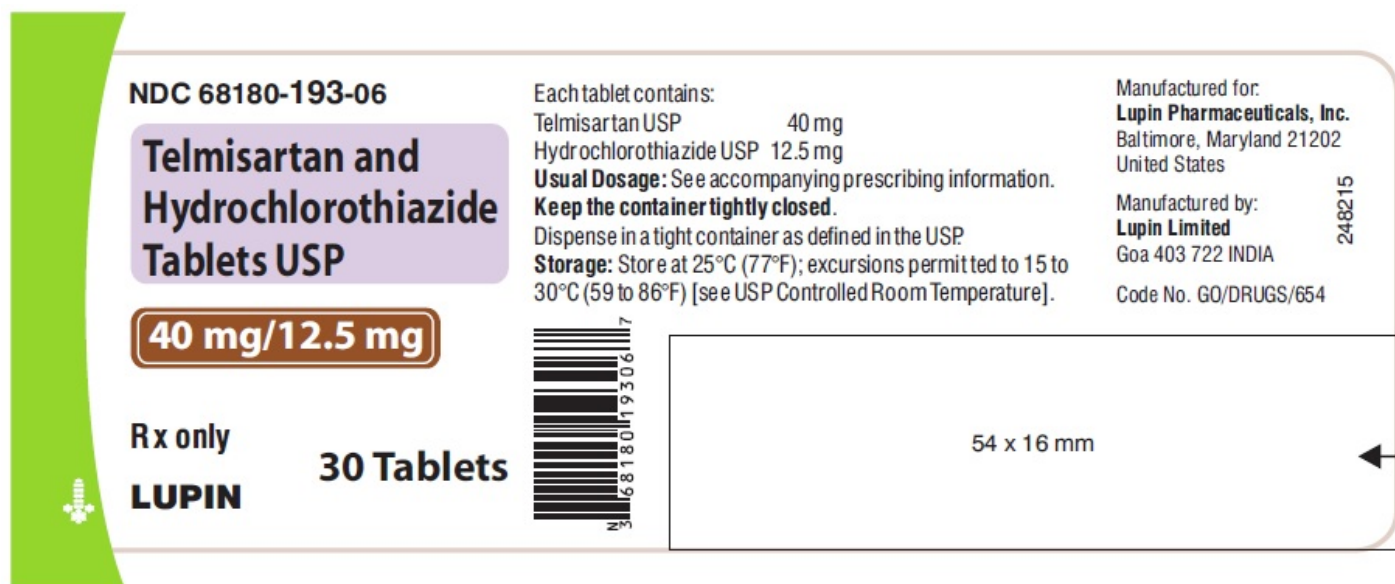 NDC 68180-193-06
Telmisartan and
Hydrochlorothiazide
Tablets USP
40 mg/12.5 mg
Rx only
30 Tablets
LUPIN
Each tablet contains:
Telmisartan USP 40 mg
Hydrochlorothiazide USP 12.5 mg
Usual Dosage: See accompanying prescribing information.
Keep the container tightly closed.
Dispense in a tight container as defined in the USP.
Storage: Store at 25°C (77°F); excursions permitted to 15 to
30°C (59 to 86°F) [see USP Controlled Room Temperature].
N
3 68180 19306 7
Manufactured for:
Lupin Pharmaceuticals, Inc.
Baltimore, Maryland 21202
United States
Manufactured by:
Lupin Limited
Goa 403 722 INDIA
Code No. GO/DRUGS/654
248215
54 x 16 mm